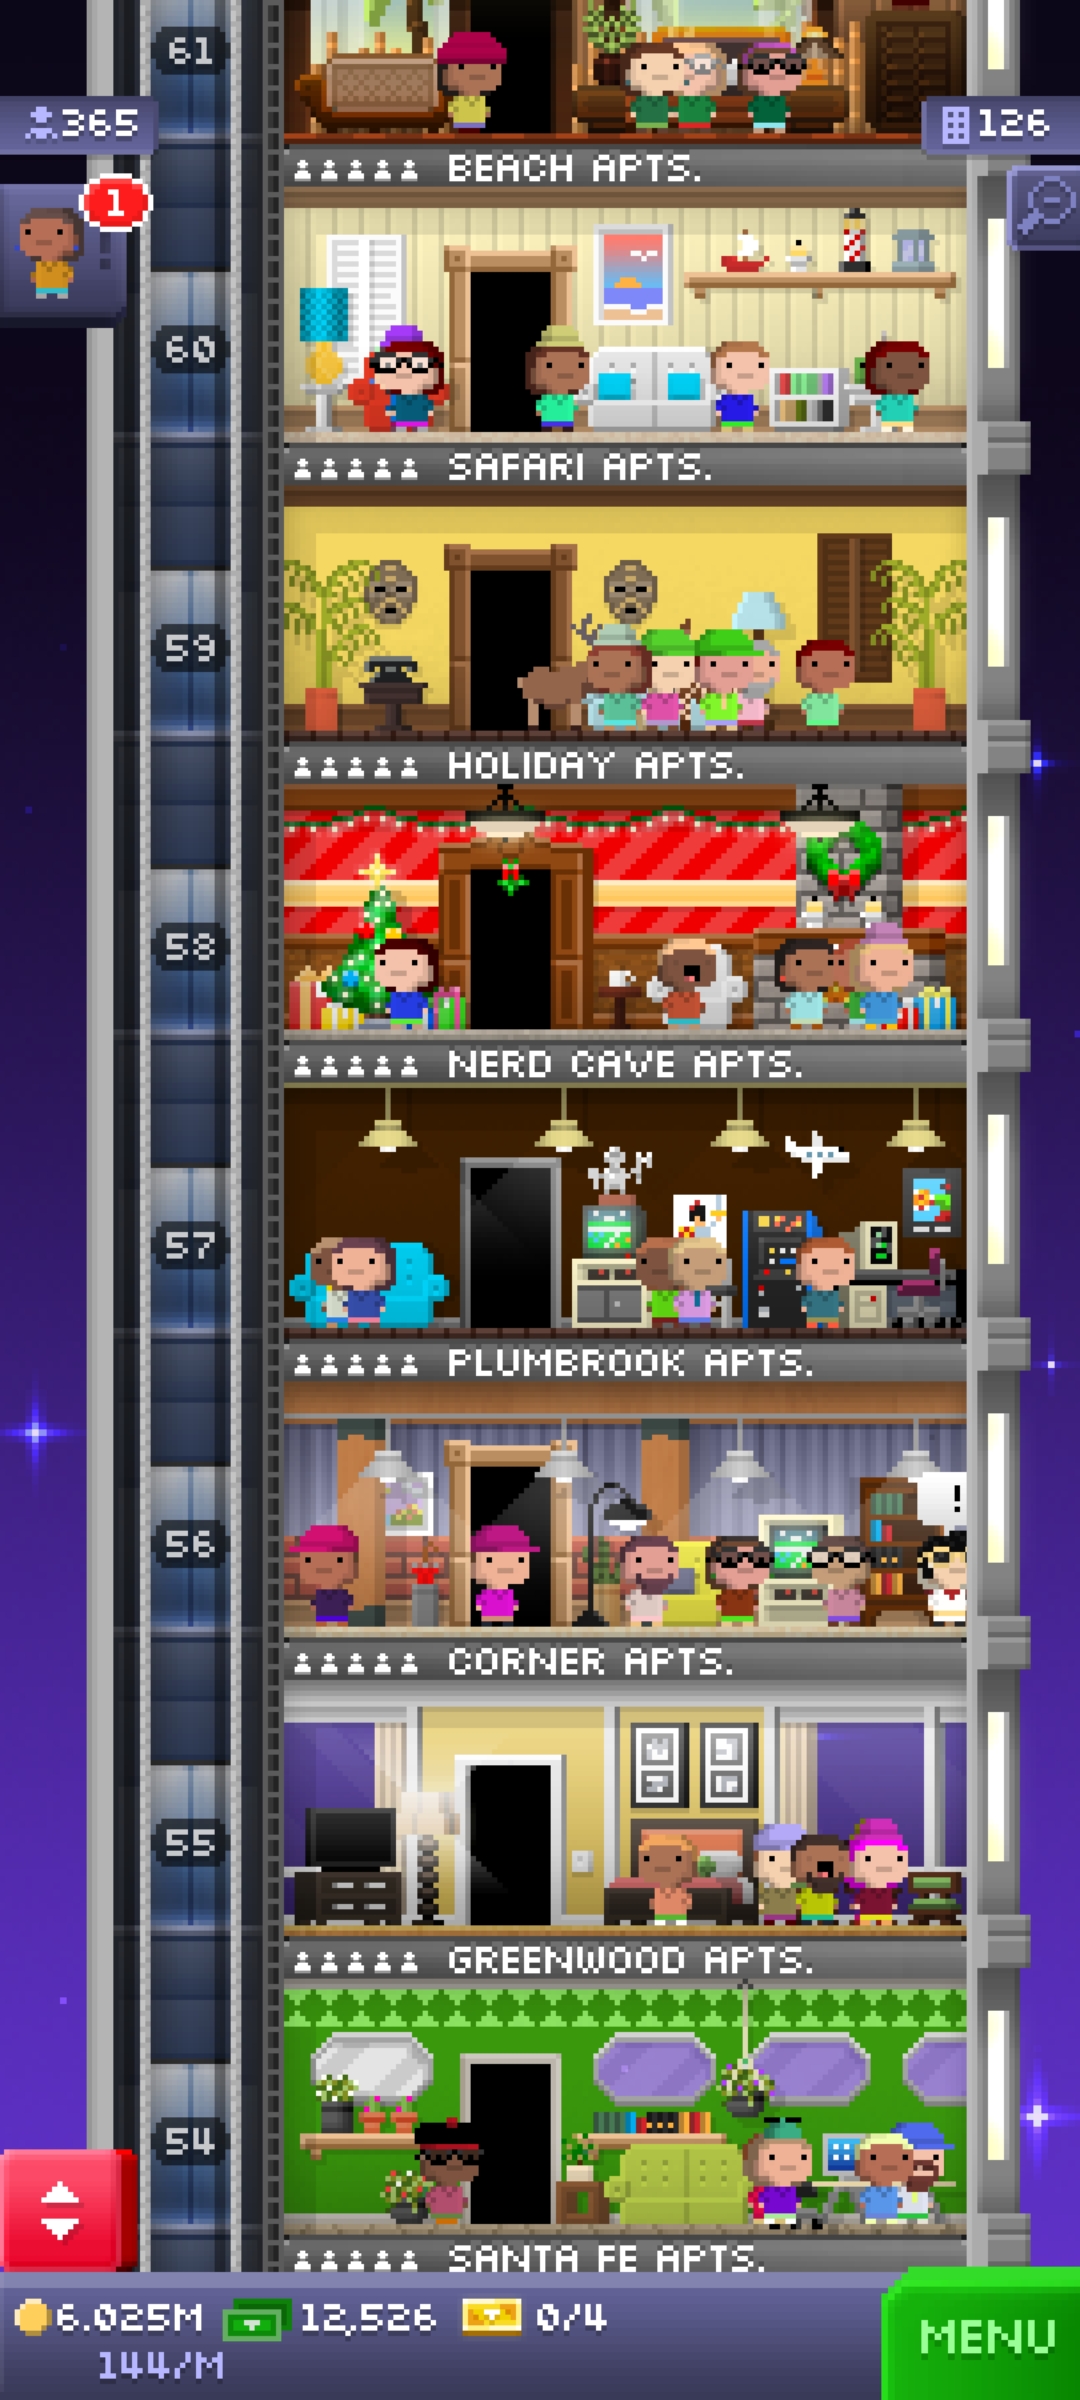 61
365
126
1
BEACH APTS.
60
SAFARI APTS.
59
HOLIDAY APTS.
58
NERD CAVE APTS.
57
PLUMBROOK APTS.
!
56
CORNER APTS.
55
GREENWOOD APTS.
54
SANTA FE APTS.
6.025M 12,526 0/4
144/M
MENU